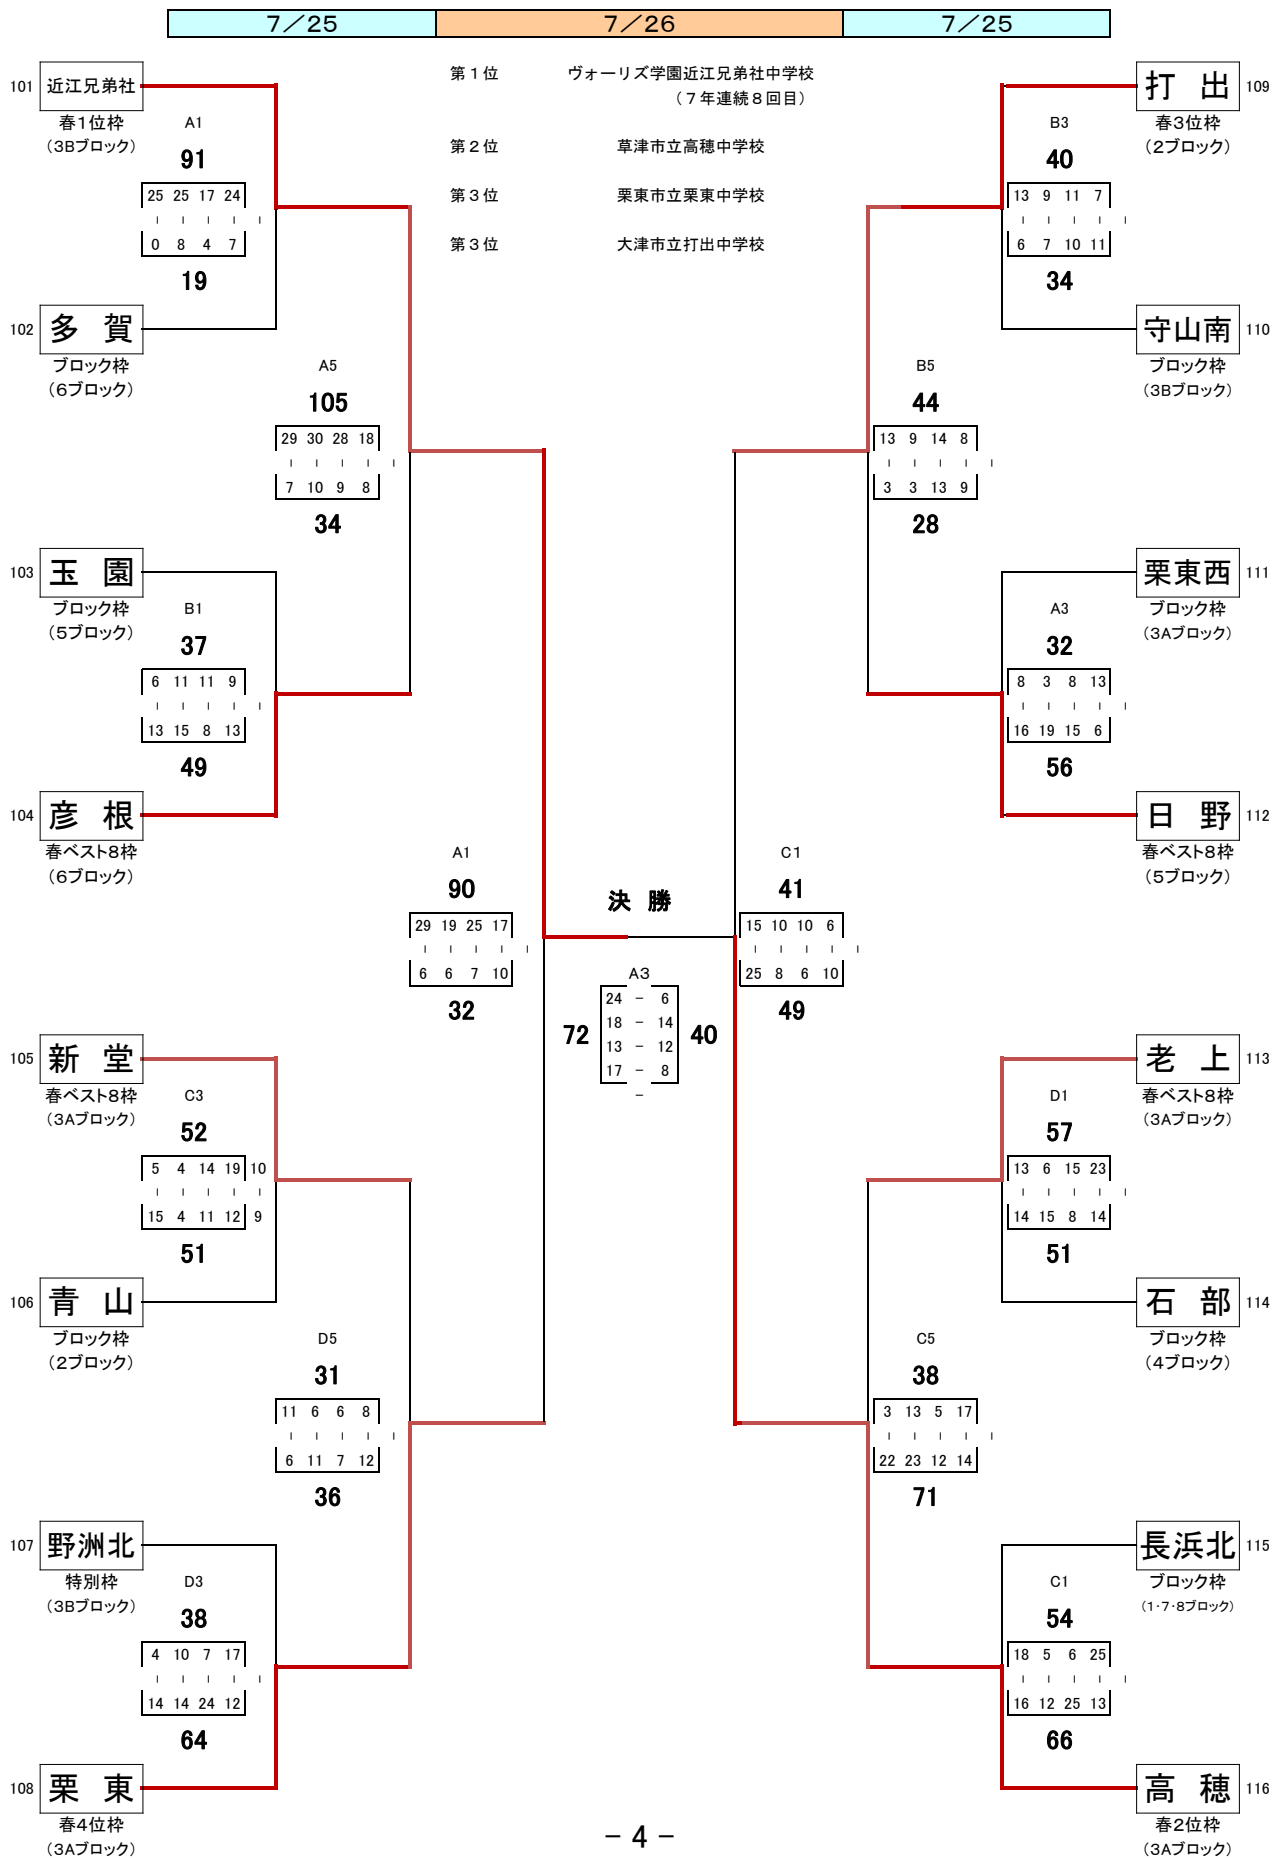 7／25 7／26 7／25
第１位 ヴォーリズ学園近江兄弟社中学校
（７年連続８回目）
第２位 草津市立高穂中学校
第３位 栗東市立栗東中学校
第３位 大津市立打出中学校
101 近江兄弟社
春1位枠
（3Bブロック）
A1
91
25 25 17 24
0 8 4 7
19
102 多　賀
ブロック枠
（6ブロック）
A5
105
29 30 28 18
7 10 9 8
34
103 玉　園
ブロック枠
（5ブロック）
B1
37
6 11 11 9
13 15 8 13
49
104 彦　根
春ベスト8枠
（6ブロック）
A1
90
29 19 25 17
6 6 7 10
32
105 新　堂
春ベスト8枠
（3Aブロック）
C3
52
5 4 14 19 10
15 4 11 12 9
51
106 青　山
ブロック枠
（2ブロック）
D5
31
11 6 6 8
6 11 7 12
36
107 野洲北
特別枠
（3Bブロック）
D3
38
4 10 7 17
14 14 24 12
64
108 栗　東
春4位枠
（3Aブロック）
決　勝
A3
72 40
24 － 6
18 － 14
13 － 12
17 － 8
－
打　出 109
春3位枠
（2ブロック）
B3
40
13 9 11 7
6 7 10 11
34
守山南 110
ブロック枠
（3Bブロック）
B5
44
13 9 14 8
3 3 13 9
28
栗東西 111
ブロック枠
（3Aブロック）
A3
32
8 3 8 13
16 19 15 6
56
日　野 112
春ベスト8枠
（5ブロック）
C1
41
15 10 10 6
25 8 6 10
49
老　上 113
春ベスト8枠
（3Aブロック）
D1
57
13 6 15 23
14 15 8 14
51
石　部 114
ブロック枠
（4ブロック）
C5
38
3 13 5 17
22 23 12 14
71
長浜北 115
ブロック枠
（1・7・8ブロック）
C1
54
18 5 6 25
16 12 25 13
66
高　穂 116
春2位枠
（3Aブロック）
－ 4 －